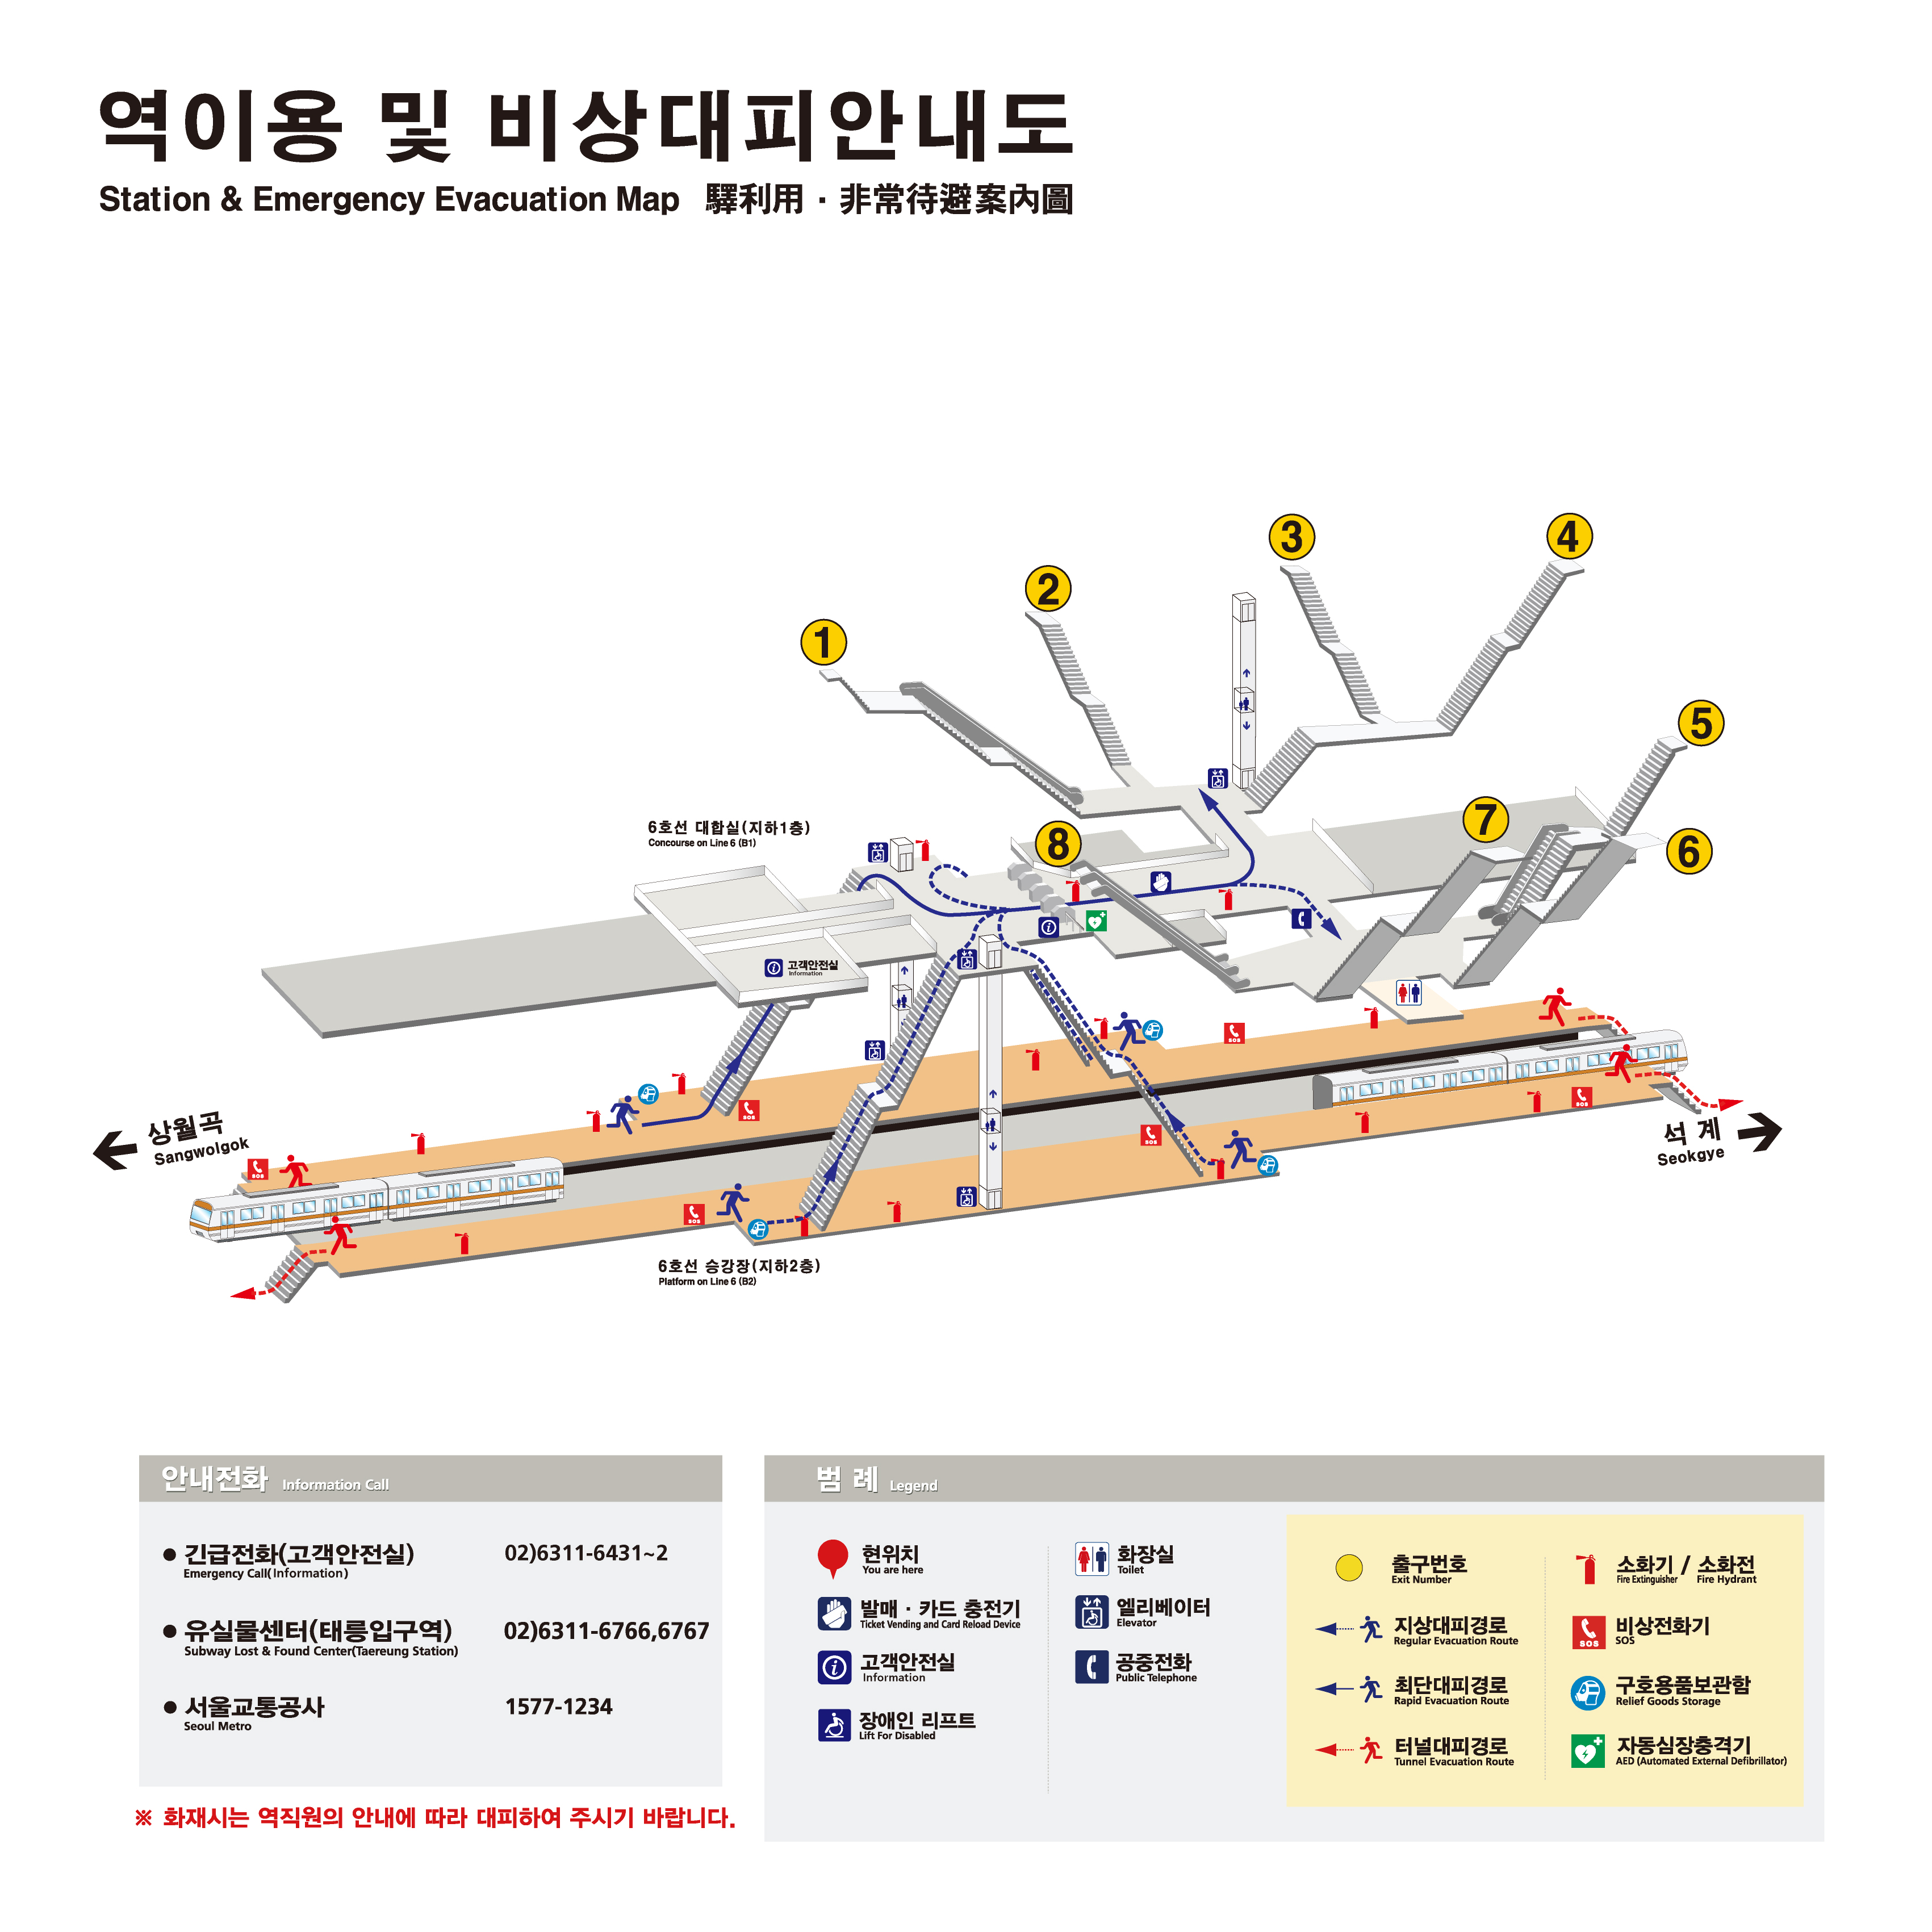 역이용 및 비상대피안내도
Station & Emergency Evacuation Map 驛利用 · 非常待避案內圖
3
4
2
1
5
7
8
6
6호선 대합실(지하1층)
Concourse on Line 6 (B1)
고객안전실
Information
SOS
SOS
SOS
SOS
SOS
SOS
상월곡
Sangwolgok
석 계
Seokgye
6호선 승강장(지하2층)
Platform on Line 6 (B2)
안내전화 Information Call
● 긴급전화(고객안전실) 02)6311-6431~2
Emergency Call(Information)
● 유실물센터(태릉입구역) 02)6311-6766,6767
Subway Lost & Found Center(Taereung Station)
● 서울교통공사 1577-1234
Seoul Metro
※ 화재시는 역직원의 안내에 따라 대피하여 주시기 바랍니다.
범 례 Legend
현위치
You are here
발매 · 카드 충전기
Ticket Vending and Card Reload Device
고객안전실
Information
장애인 리프트
Lift For Disabled
화장실
Toilet
엘리베이터
Elevator
공중전화
Public Telephone
출구번호
Exit Number
지상대피경로
Regular Evacuation Route
최단대피경로
Rapid Evacuation Route
터널대피경로
Tunnel Evacuation Route
소화기 / 소화전
Fire Extinguisher Fire Hydrant
SOS
비상전화기
SOS
구호용품보관함
Relief Goods Storage
자동심장충격기
AED (Automated External Defibrillator)